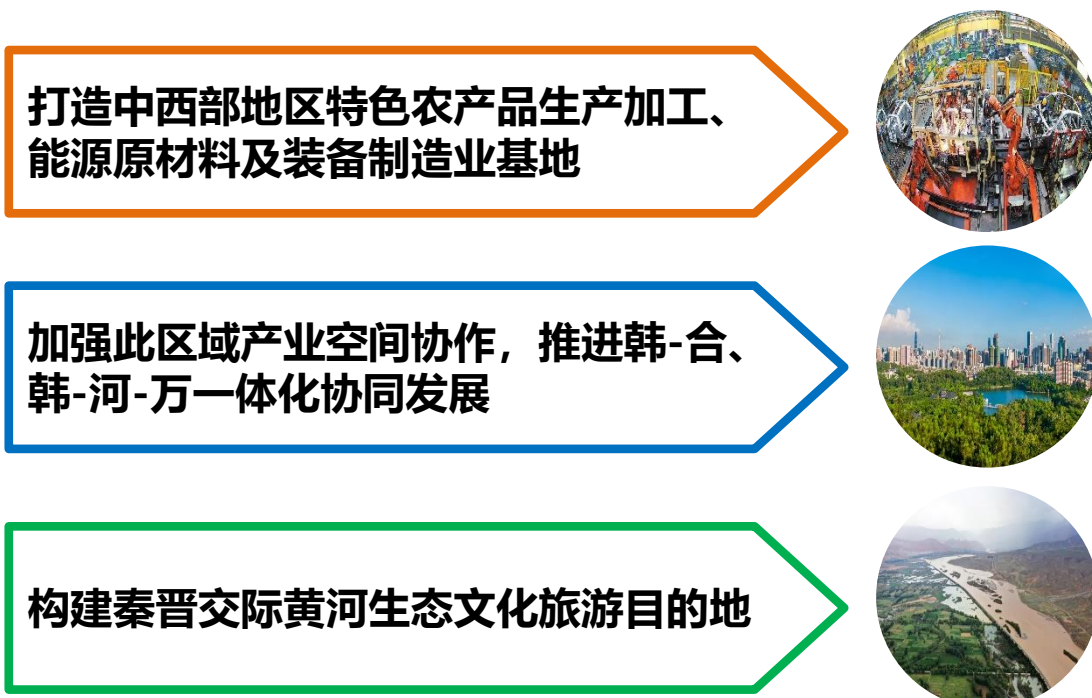 打造中西部地区特色农产品生产加工、
能源原材料及装备制造业基地
加强此区域产业空间协作，推进韩-合、
韩-河-万一体化协同发展
构建秦晋交际黄河生态文化旅游目的地